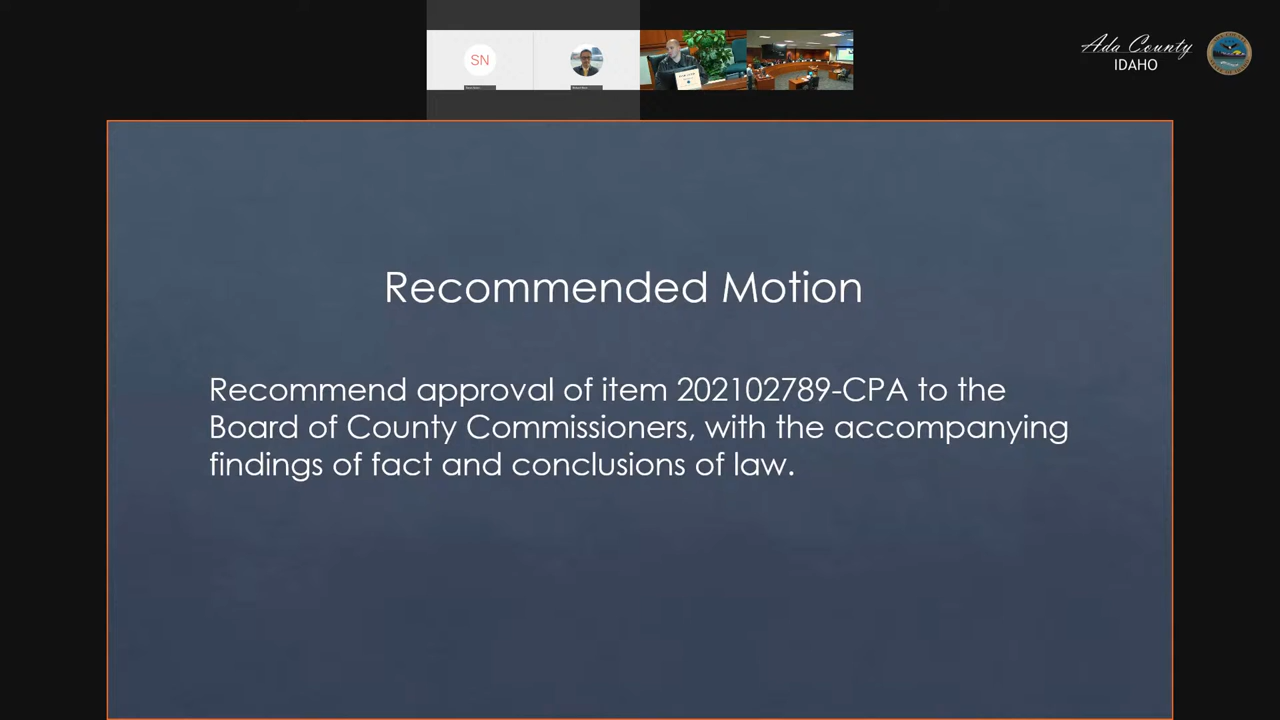 SN
Ada County
IDAHO
Recommended Motion
Recommend approval of item 202102789-CPA to the
Board of County Commissioners, with the accompanying
findings of fact and conclusions of law.